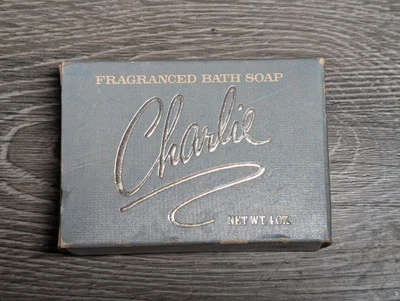 FRAGRANCED BATH SOAP
Charlie
NET WT. 4 OZ.